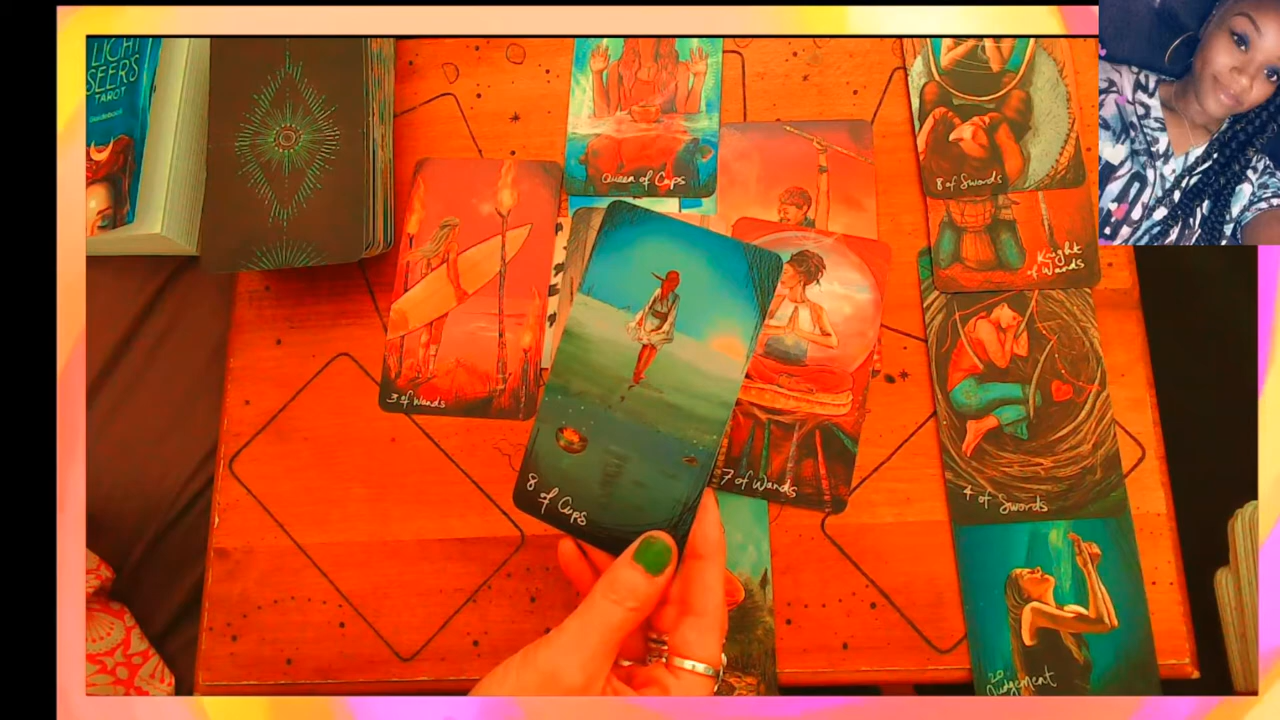 LIGHT
SEERS
TAROT
Guidebook
Queen of Cups
8 of Swords
Knight
of Wands
3 of Wands
8 of Cups
7 of Wands
4 of Swords
20
Judgement